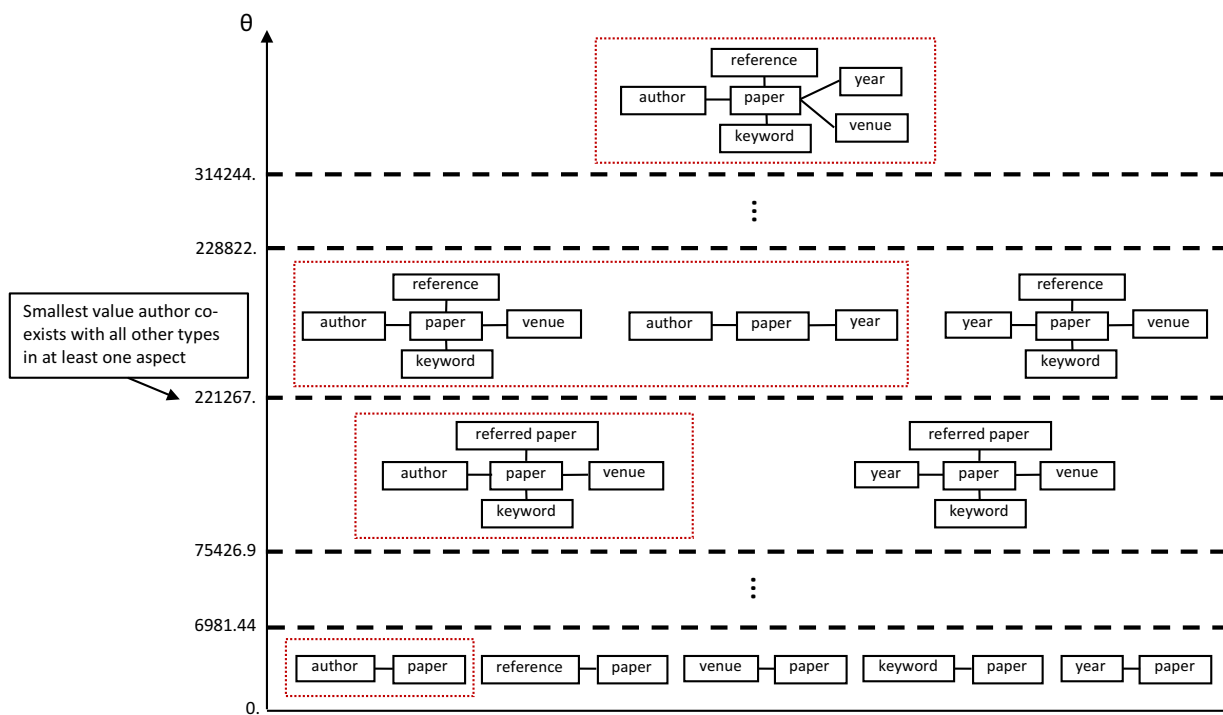 θ
reference
year
author
paper
venue
keyword
314244.
⋮
228822.
reference
author
paper
venue
keyword
author
paper
year
reference
year
paper
venue
keyword
Smallest value author co-
exists with all other types
in at least one aspect
221267.
referred paper
author
paper
venue
keyword
referred paper
year
paper
venue
keyword
75426.9
⋮
6981.44
author
paper
reference
paper
venue
paper
keyword
paper
year
paper
0.